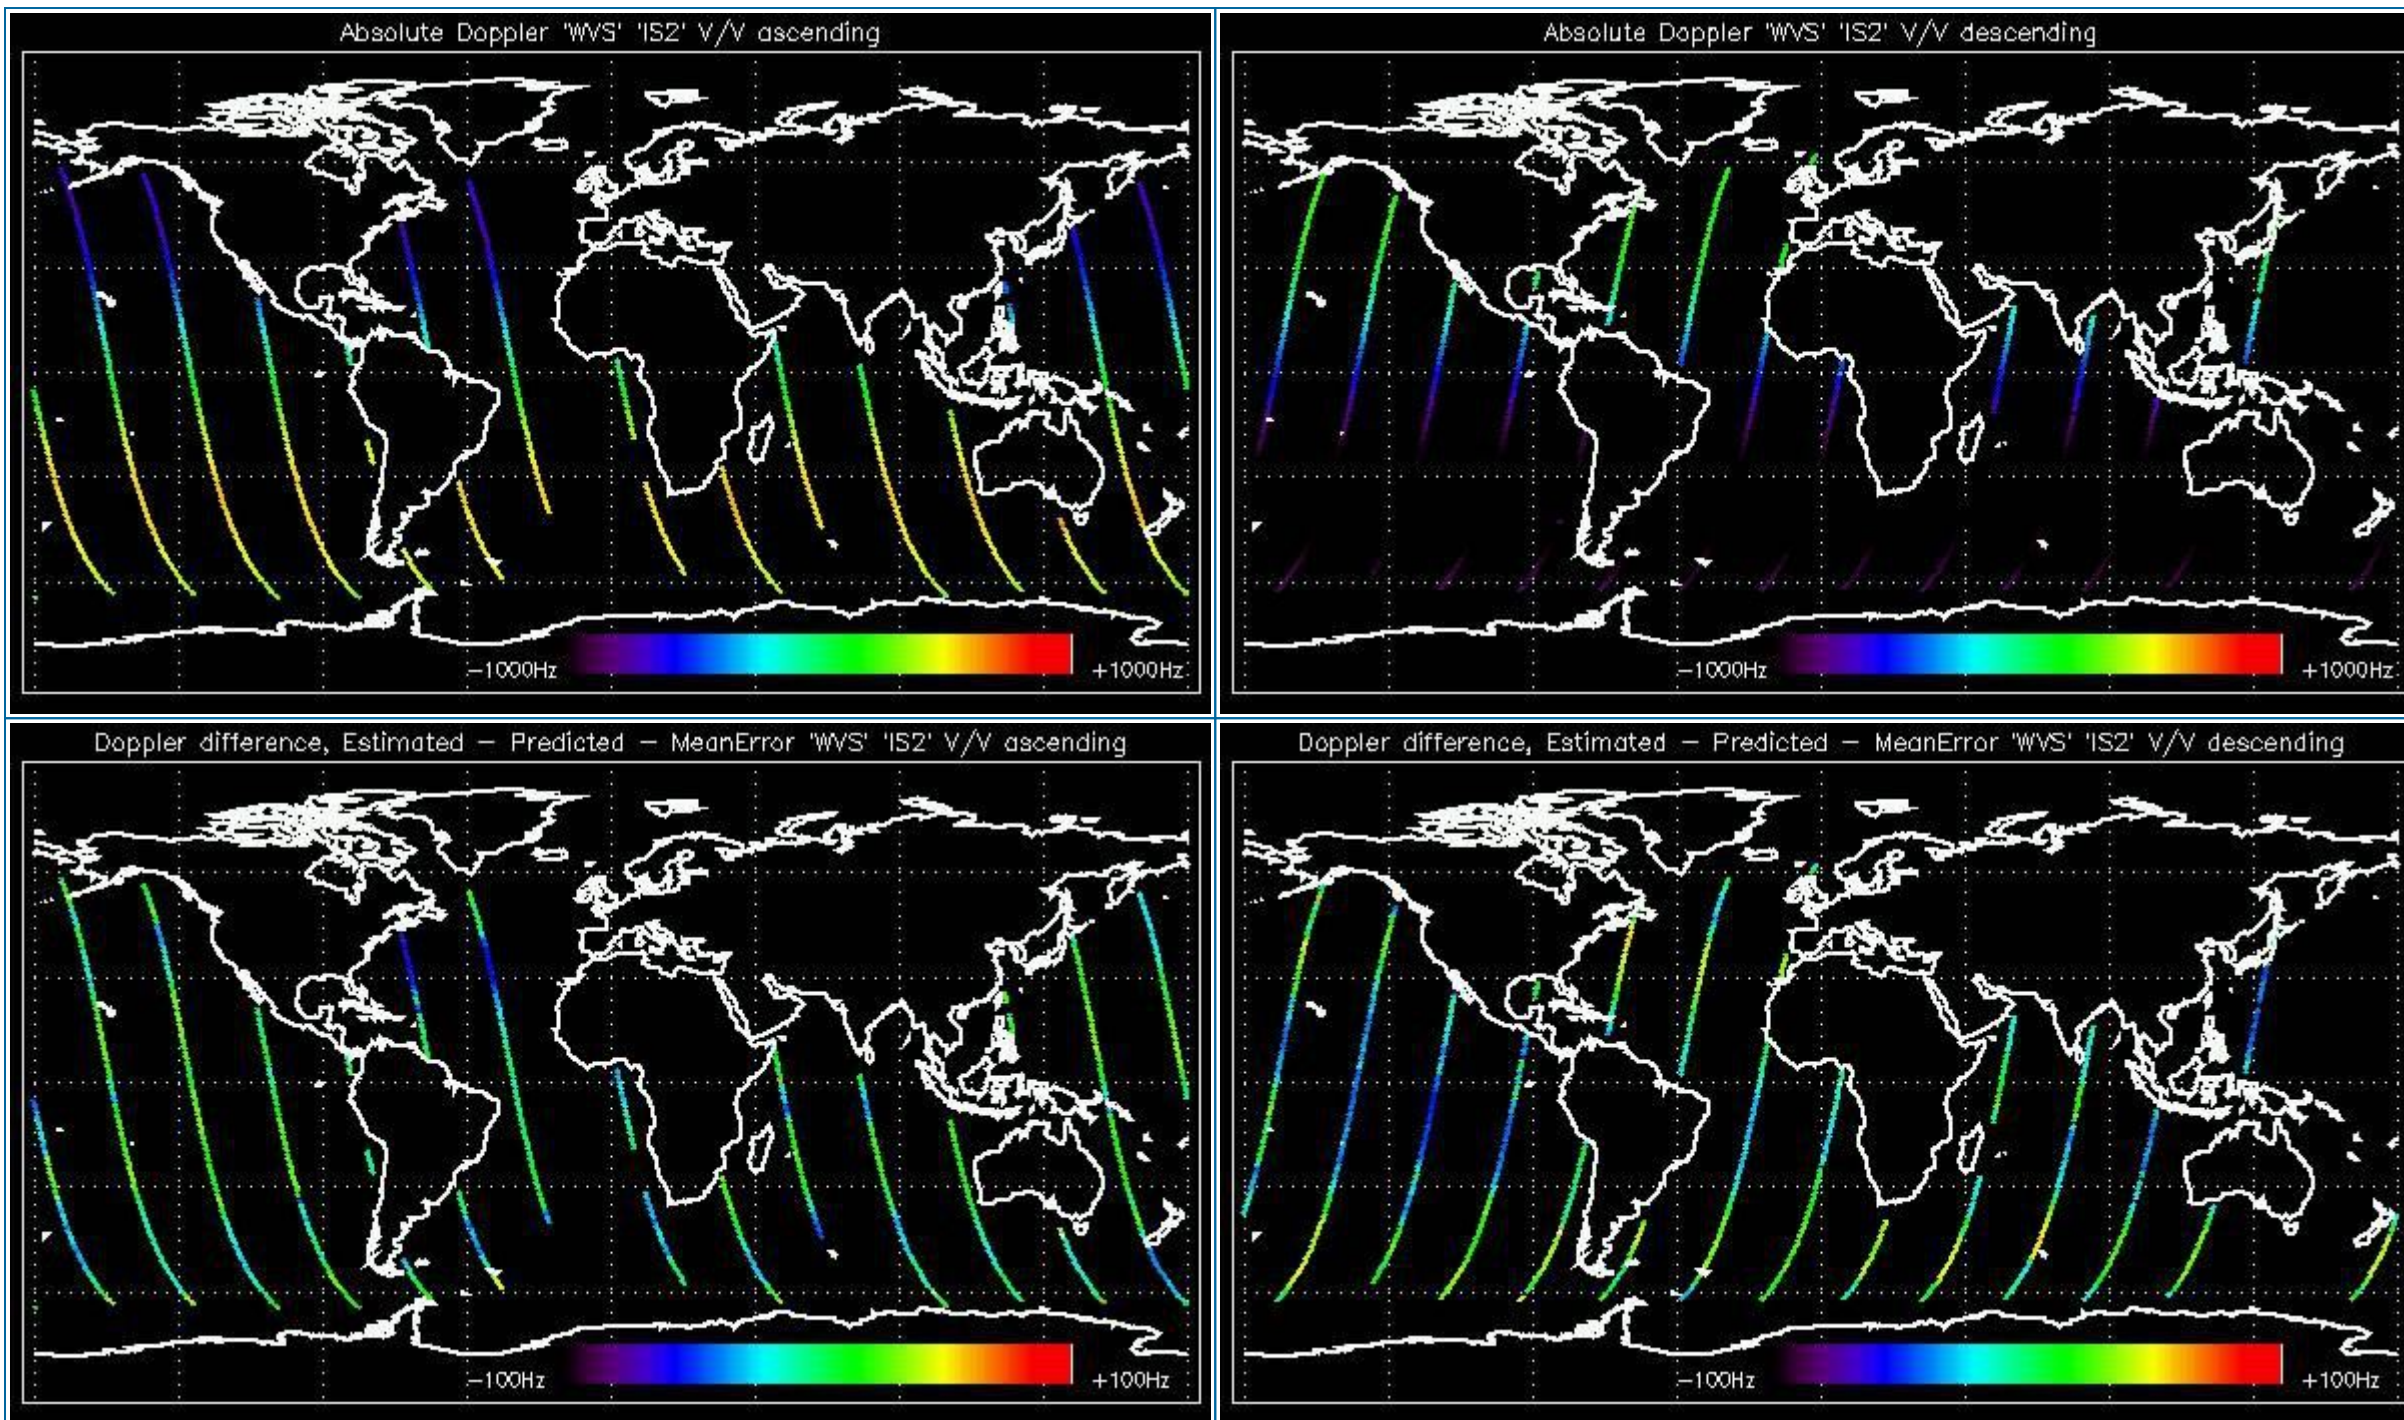 Absolute Doppler 'WVS' 'IS2' V/V ascending
-1000Hz
+1000Hz
Absolute Doppler 'WVS' 'IS2' V/V descending
-1000Hz
+1000Hz
Doppler difference, Estimated - Predicted - MeanError 'WVS' 'IS2' V/V ascending
-100Hz
+100Hz
Doppler difference, Estimated - Predicted - MeanError 'WVS' 'IS2' V/V descending
-100Hz
+100Hz